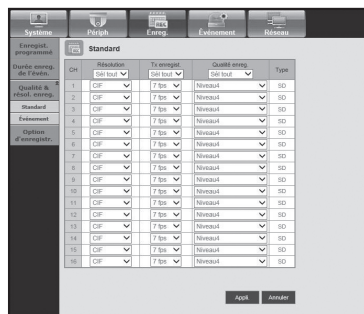 Système Périph Enreg. Événement Réseau
REC
Enregist. programmé
Durée enreg. de l'évén.
Qualité & résol. enreg.
Standard
Événement
Option d'enregistr.
Standard
CH Résolution Tx enregist. Qualité enreg. Type
Sél tout Sél tout Sél tout
1 CIF 7 fps Niveau4 SD
2 CIF 7 fps Niveau4 SD
3 CIF 7 fps Niveau4 SD
4 CIF 7 fps Niveau4 SD
5 CIF 7 fps Niveau4 SD
6 CIF 7 fps Niveau4 SD
7 CIF 7 fps Niveau4 SD
8 CIF 7 fps Niveau4 SD
9 CIF 7 fps Niveau4 SD
10 CIF 7 fps Niveau4 SD
11 CIF 7 fps Niveau4 SD
12 CIF 7 fps Niveau4 SD
13 CIF 7 fps Niveau4 SD
14 CIF 7 fps Niveau4 SD
15 CIF 7 fps Niveau4 SD
16 CIF 7 fps Niveau4 SD
Appli. Annuler